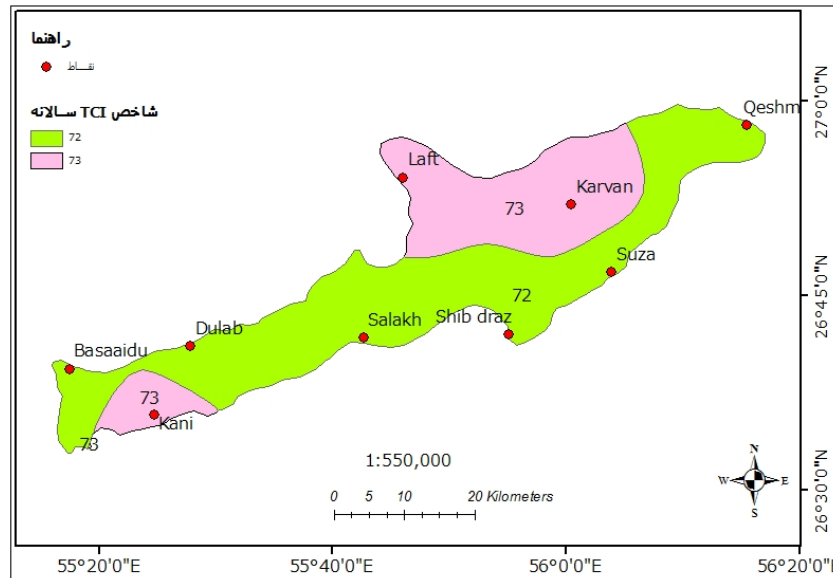 راهنما
نقـــاط
شاخص TCI ســالانه
72
73
Qeshm
Laft
Karvan
73
Suza
72
Shib draz
Salakh
Dulab
Basaaidu
73
Kani
73
1:550,000
0 5 10 20 Kilometers
N
W E
S
27°0'0"N
26°45'0"N
26°30'0"N
55°20'0"E 55°40'0"E 56°0'0"E 56°20'0"E